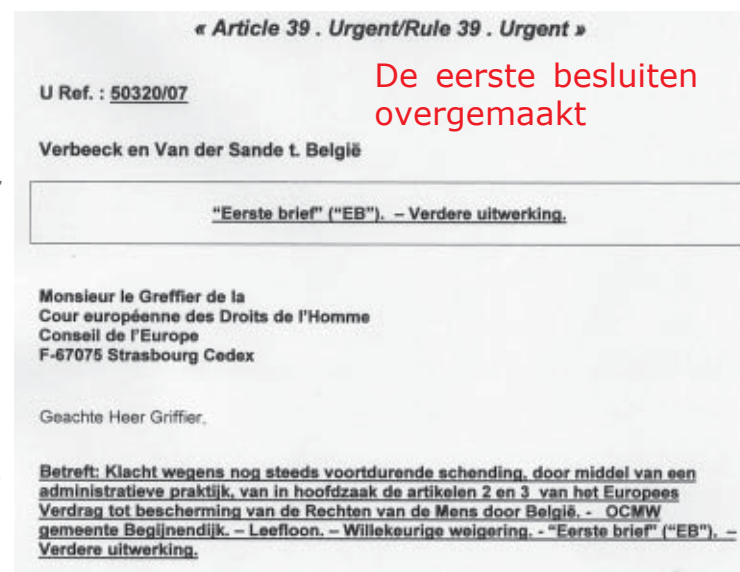 « Article 39 . Urgent/Rule 39 . Urgent »
De eerste besluiten
overgemaakt
U Ref. : 50320/07
Verbeeck en Van der Sande t. België
“Eerste brief” (“EB”). – Verdere uitwerking.
Monsieur le Greffier de la
Cour européenne des Droits de l’Homme
Conseil de l’Europe
F-67075 Strasbourg Cedex
Geachte Heer Griffier,
Betreft: Klacht wegens nog steeds voortdurende schending, door middel van een
administratieve praktijk, van in hoofdzaak de artikelen 2 en 3 van het Europees
Verdrag tot bescherming van de Rechten van de Mens door België. - OCMW
gemeente Begijnendijk. – Leefloon. – Willekeurige weigering. - “Eerste brief” (“EB”). –
Verdere uitwerking.